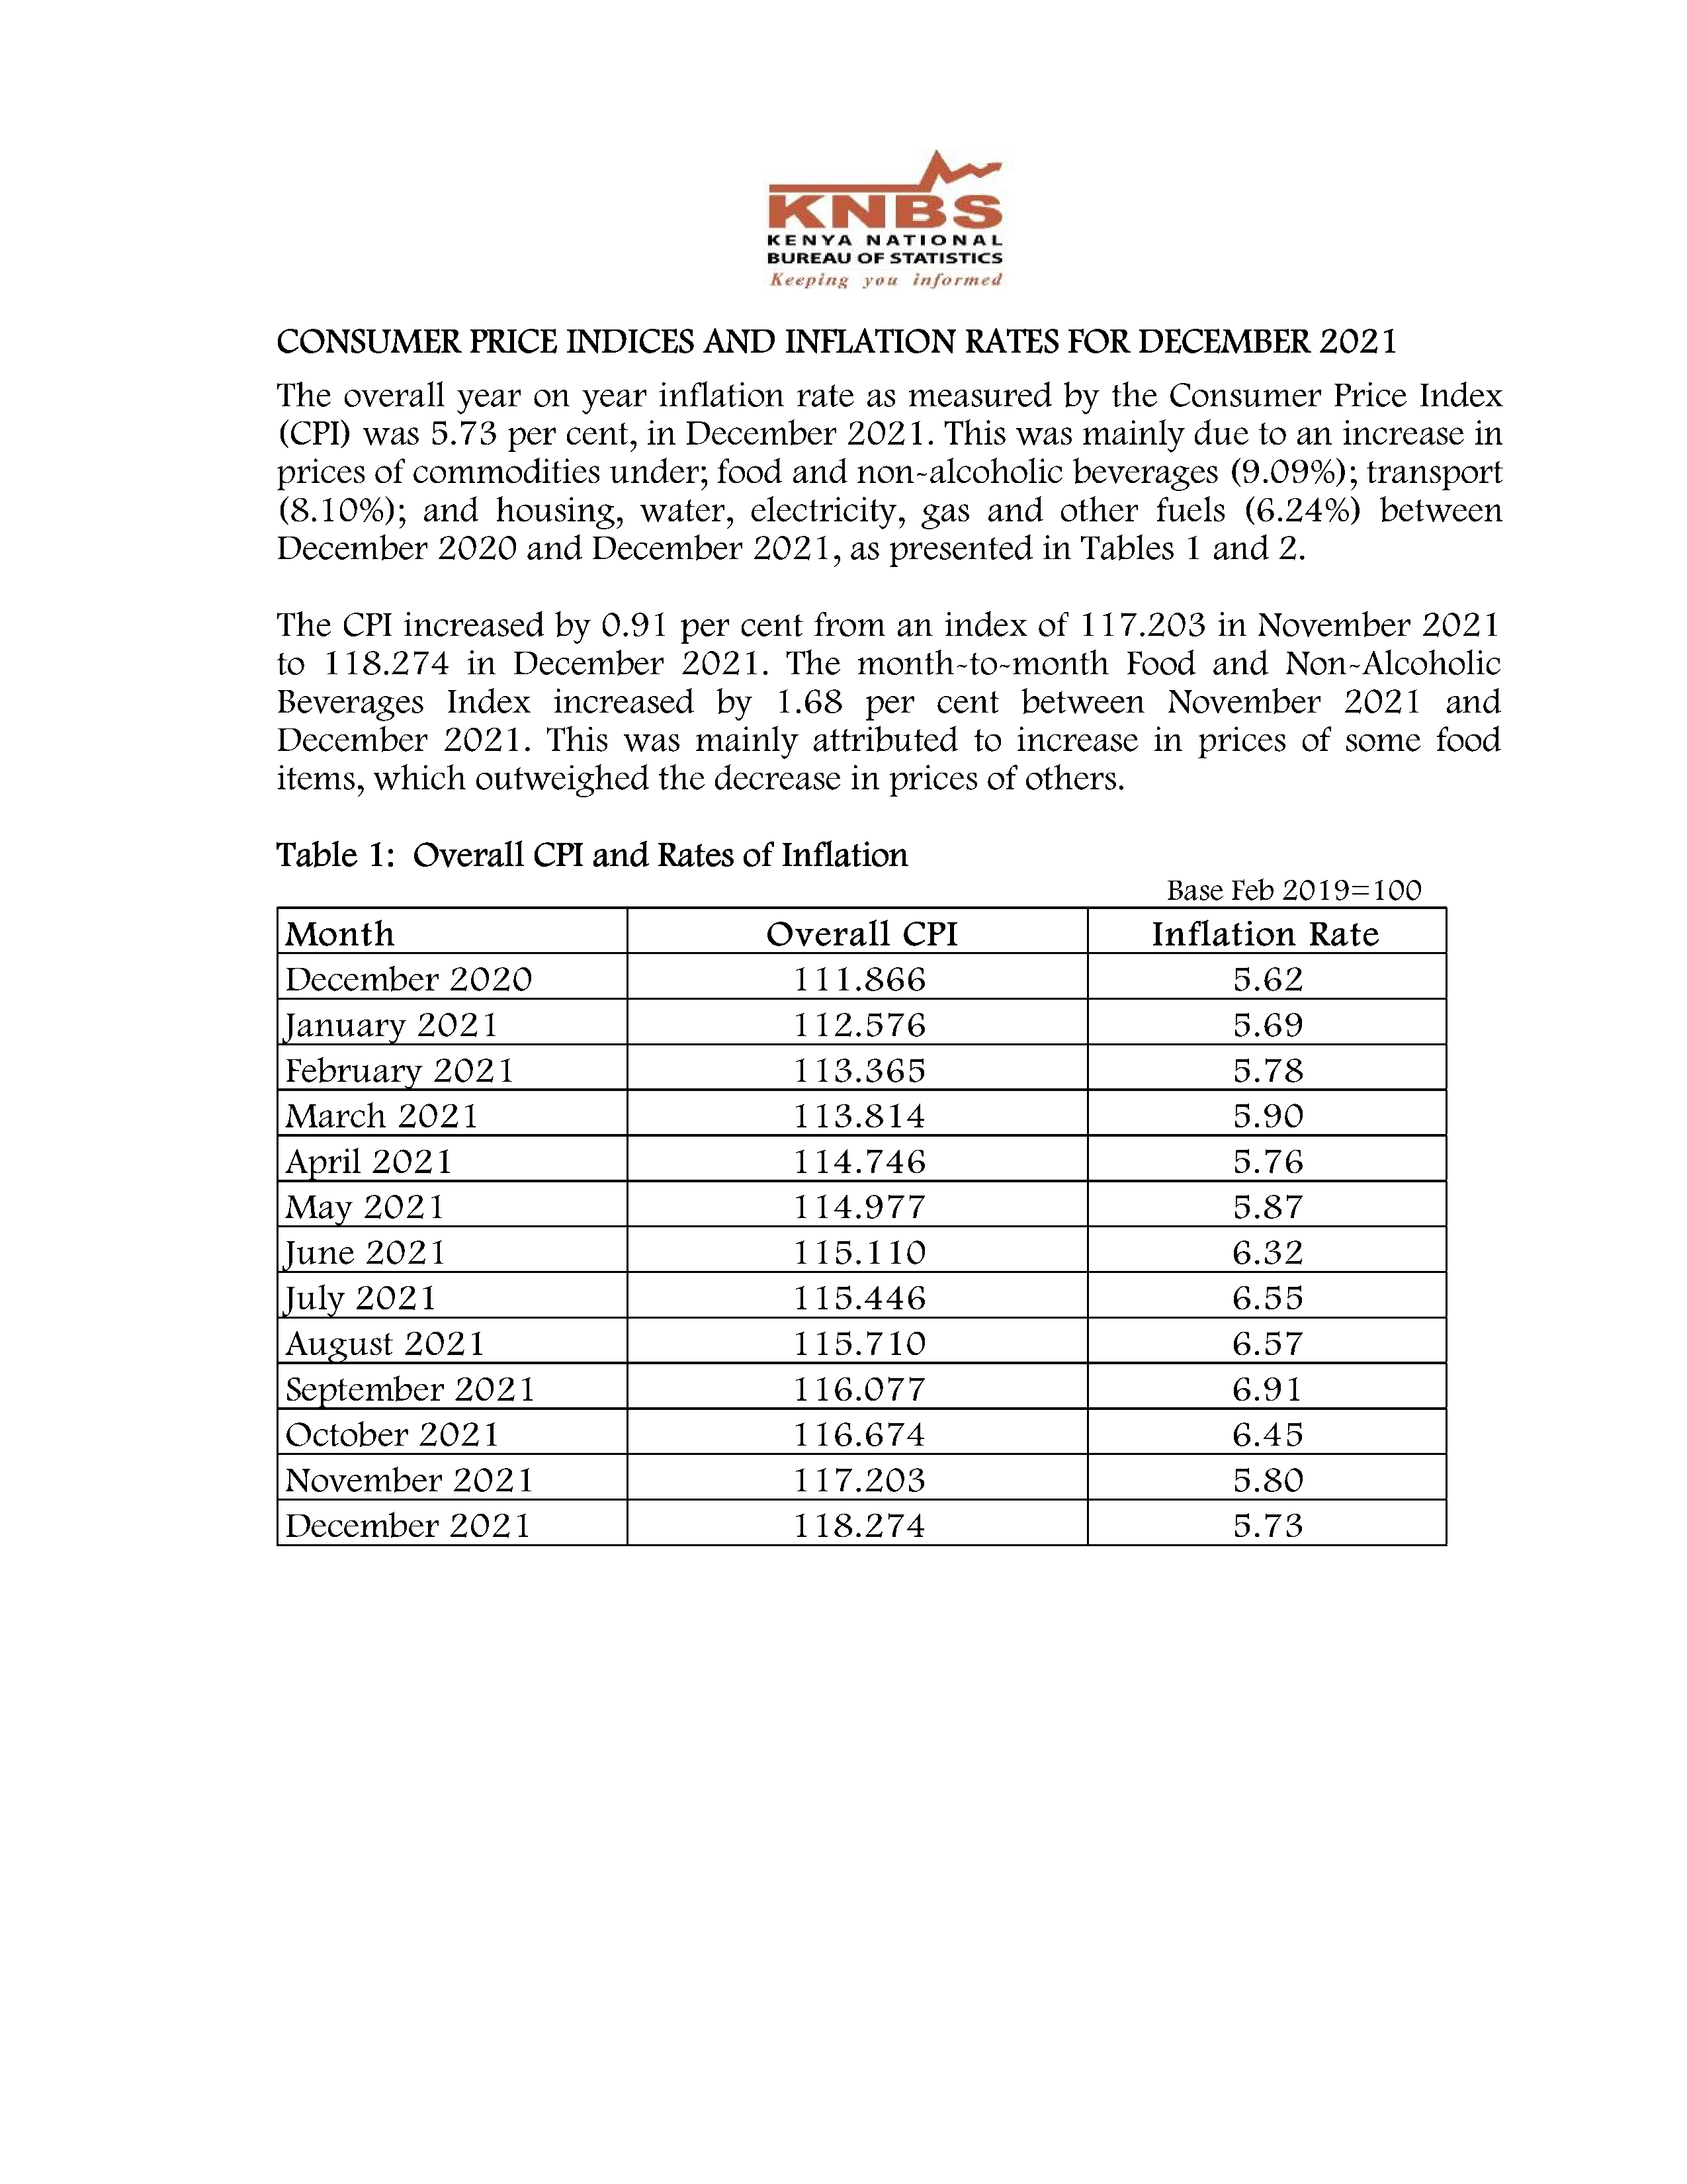 KNBS
KENYA NATIONAL
BUREAU OF STATISTICS
Keeping you informed
CONSUMER PRICE INDICES AND INFLATION RATES FOR DECEMBER 2021
The overall year on year inflation rate as measured by the Consumer Price Index
(CPI) was 5.73 per cent, in December 2021. This was mainly due to an increase in
prices of commodities under; food and non-alcoholic beverages (9.09%); transport
(8.10%); and housing, water, electricity, gas and other fuels (6.24%) between
December 2020 and December 2021, as presented in Tables 1 and 2.
The CPI increased by 0.91 per cent from an index of 117.203 in November 2021
to 118.274 in December 2021. The month-to-month Food and Non-Alcoholic
Beverages Index increased by 1.68 per cent between November 2021 and
December 2021. This was mainly attributed to increase in prices of some food
items, which outweighed the decrease in prices of others.
Table 1: Overall CPI and Rates of Inflation
Base Feb 2019=100
Month Overall CPI Inflation Rate
December 2020 111.866 5.62
January 2021 112.576 5.69
February 2021 113.365 5.78
March 2021 113.814 5.90
April 2021 114.746 5.76
May 2021 114.977 5.87
June 2021 115.110 6.32
July 2021 115.446 6.55
August 2021 115.710 6.57
September 2021 116.077 6.91
October 2021 116.674 6.45
November 2021 117.203 5.80
December 2021 118.274 5.73